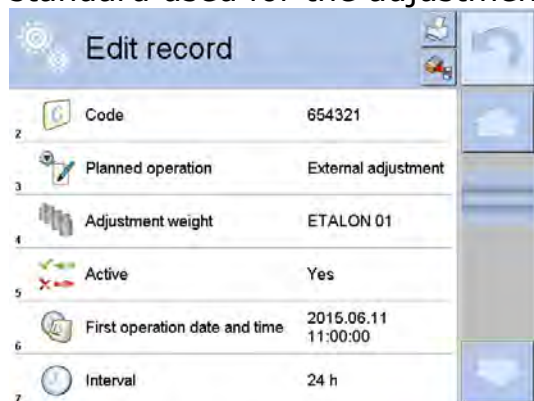 standard used for the adjustment
Edit record
2 Code 654321
3 Planned operation External adjustment
4 Adjustment weight ETALON 01
5 Active Yes
6 First operation date and time 2015.06.11
11:00:00
7 Interval 24 h